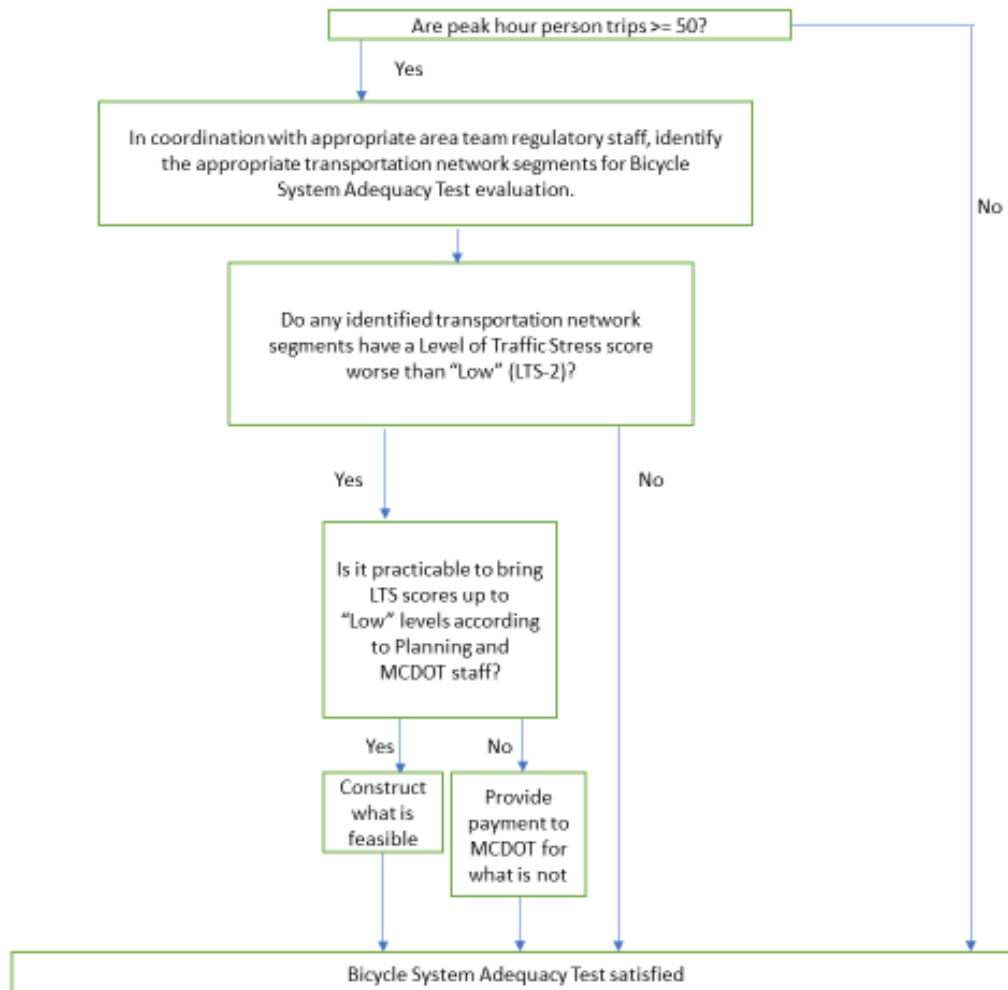 Are peak hour person trips >= 50?
Yes
In coordination with appropriate area team regulatory staff, identify
the appropriate transportation network segments for Bicycle
System Adequacy Test evaluation.
No
Do any identified transportation network
segments have a Level of Traffic Stress score
worse than “Low” (LTS-2)?
Yes
No
Is it practicable to bring
LTS scores up to
“Low” levels according
to Planning and
MCDOT staff?
Yes
No
Construct
what is
feasible
Provide
payment to
MCDOT for
what is not
Bicycle System Adequacy Test satisfied